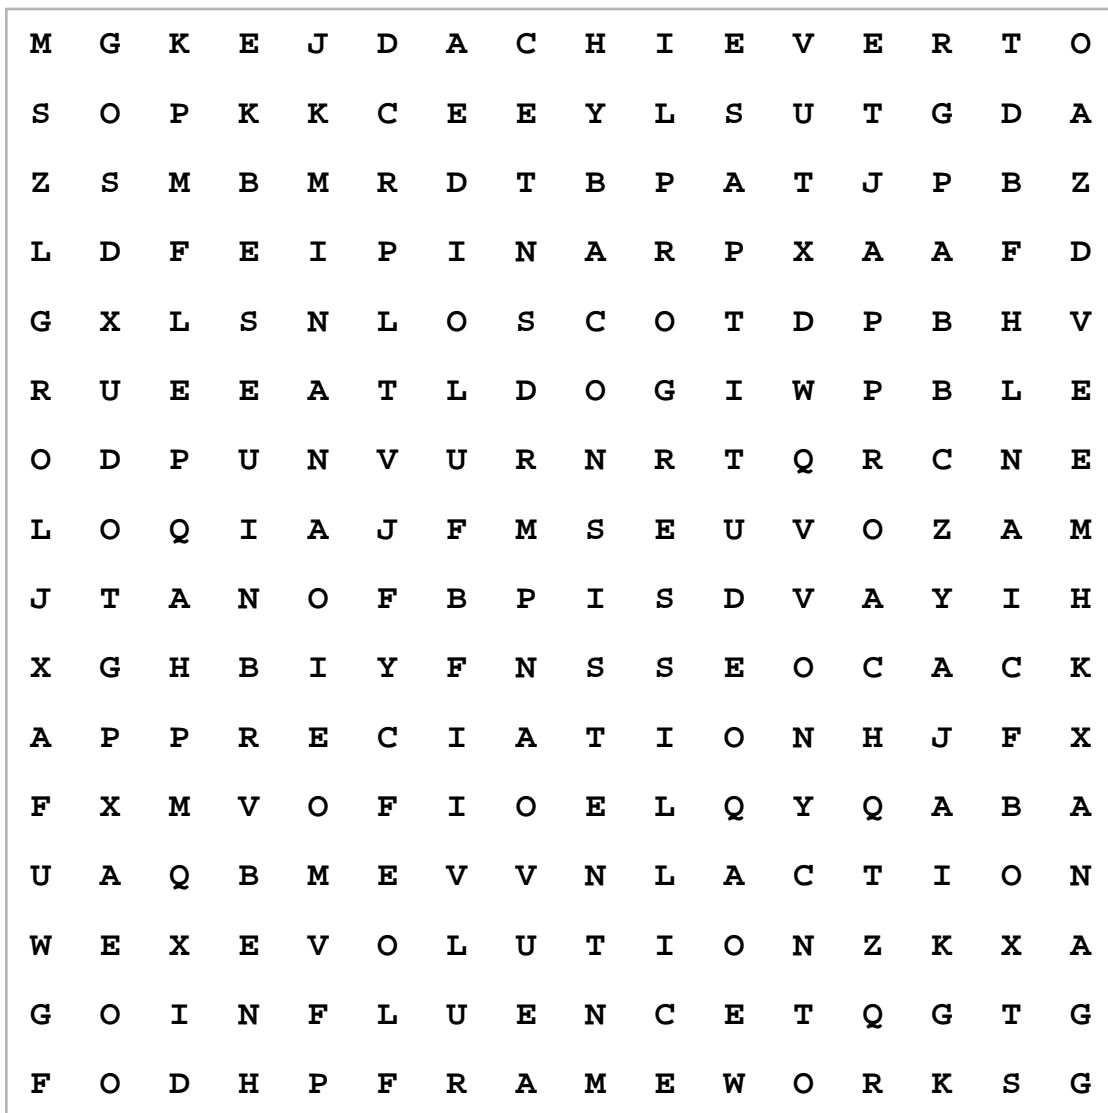 M G K E J D A C H I E V E R T O
S O P K K C E E Y L S U T G D A
Z S M B M R D T B P A T J P B Z
L D F E I P I N A R P X A A F D
G X L S N L O S C O T D P B H V
R U E E A T L D O G I W P B L E
O D P U N V U R N R T Q R C N E
L O Q I A J F M S E U V O Z A M
J T A N O F B P I S D V A Y I H
X G H B I Y F N S S E O C A C K
A P P R E C I A T I O N H J F X
F X M V O F I O E L Q Y Q A B A
U A Q B M E V V N L A C T I O N
W E X E V O L U T I O N Z K X A
G O I N F L U E N C E T Q G T G
F O D H P F R A M E W O R K S G